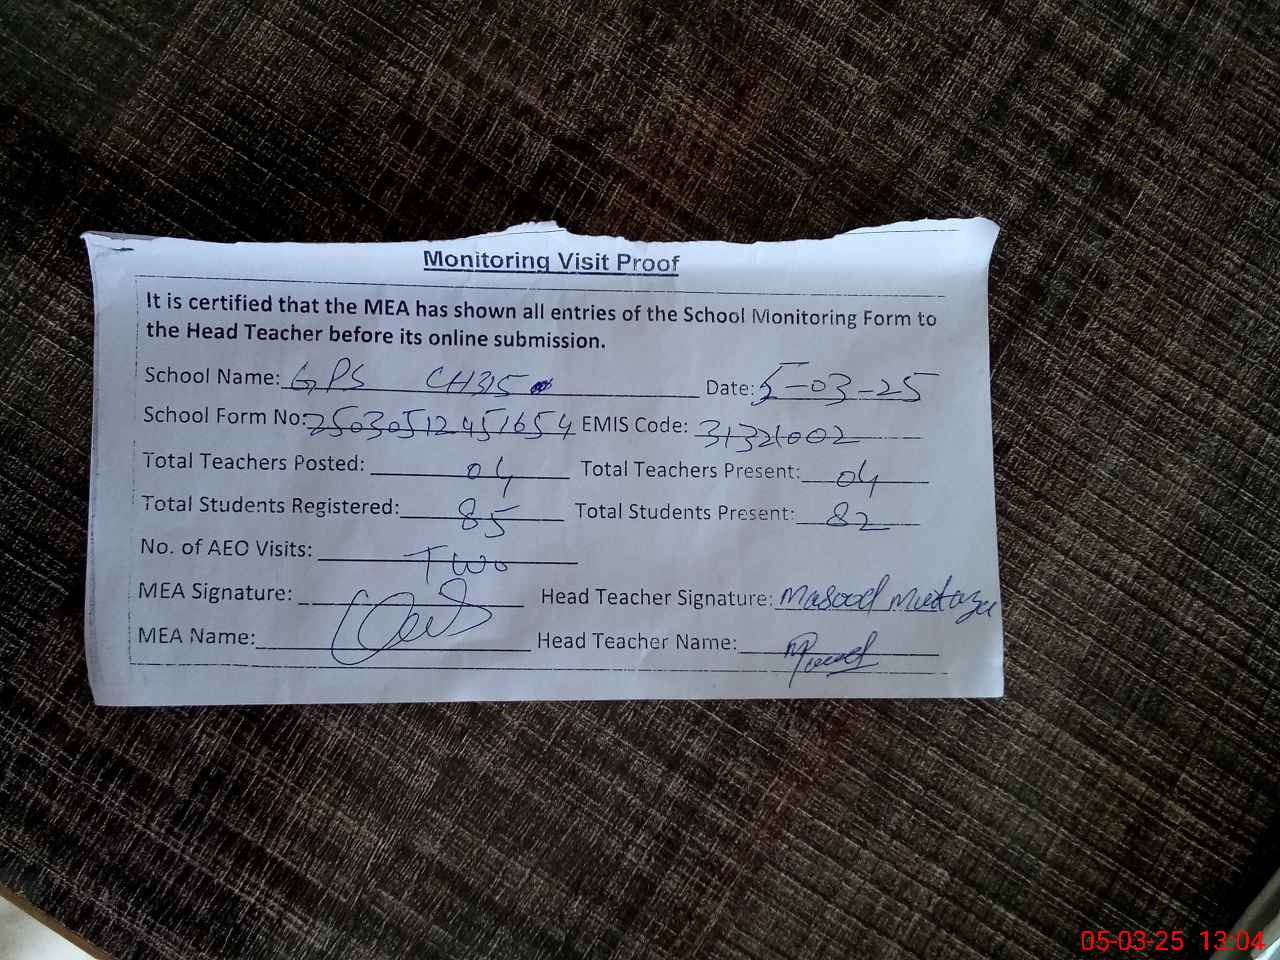 Monitoring Visit Proof
It is certified that the MEA has shown all entries of the School Monitoring Form to
the Head Teacher before its online submission.
School Name: GPS CH315 Date: 5-03-25
School Form No: 25030512451654 EMIS Code: 31321002
Total Teachers Posted: 04 Total Teachers Present: 04
Total Students Registered: 85 Total Students Present: 82
No. of AEO Visits: Two
MEA Signature: Head Teacher Signature: Masood
MEA Name: Head Teacher Name:
05-03-25 13:04